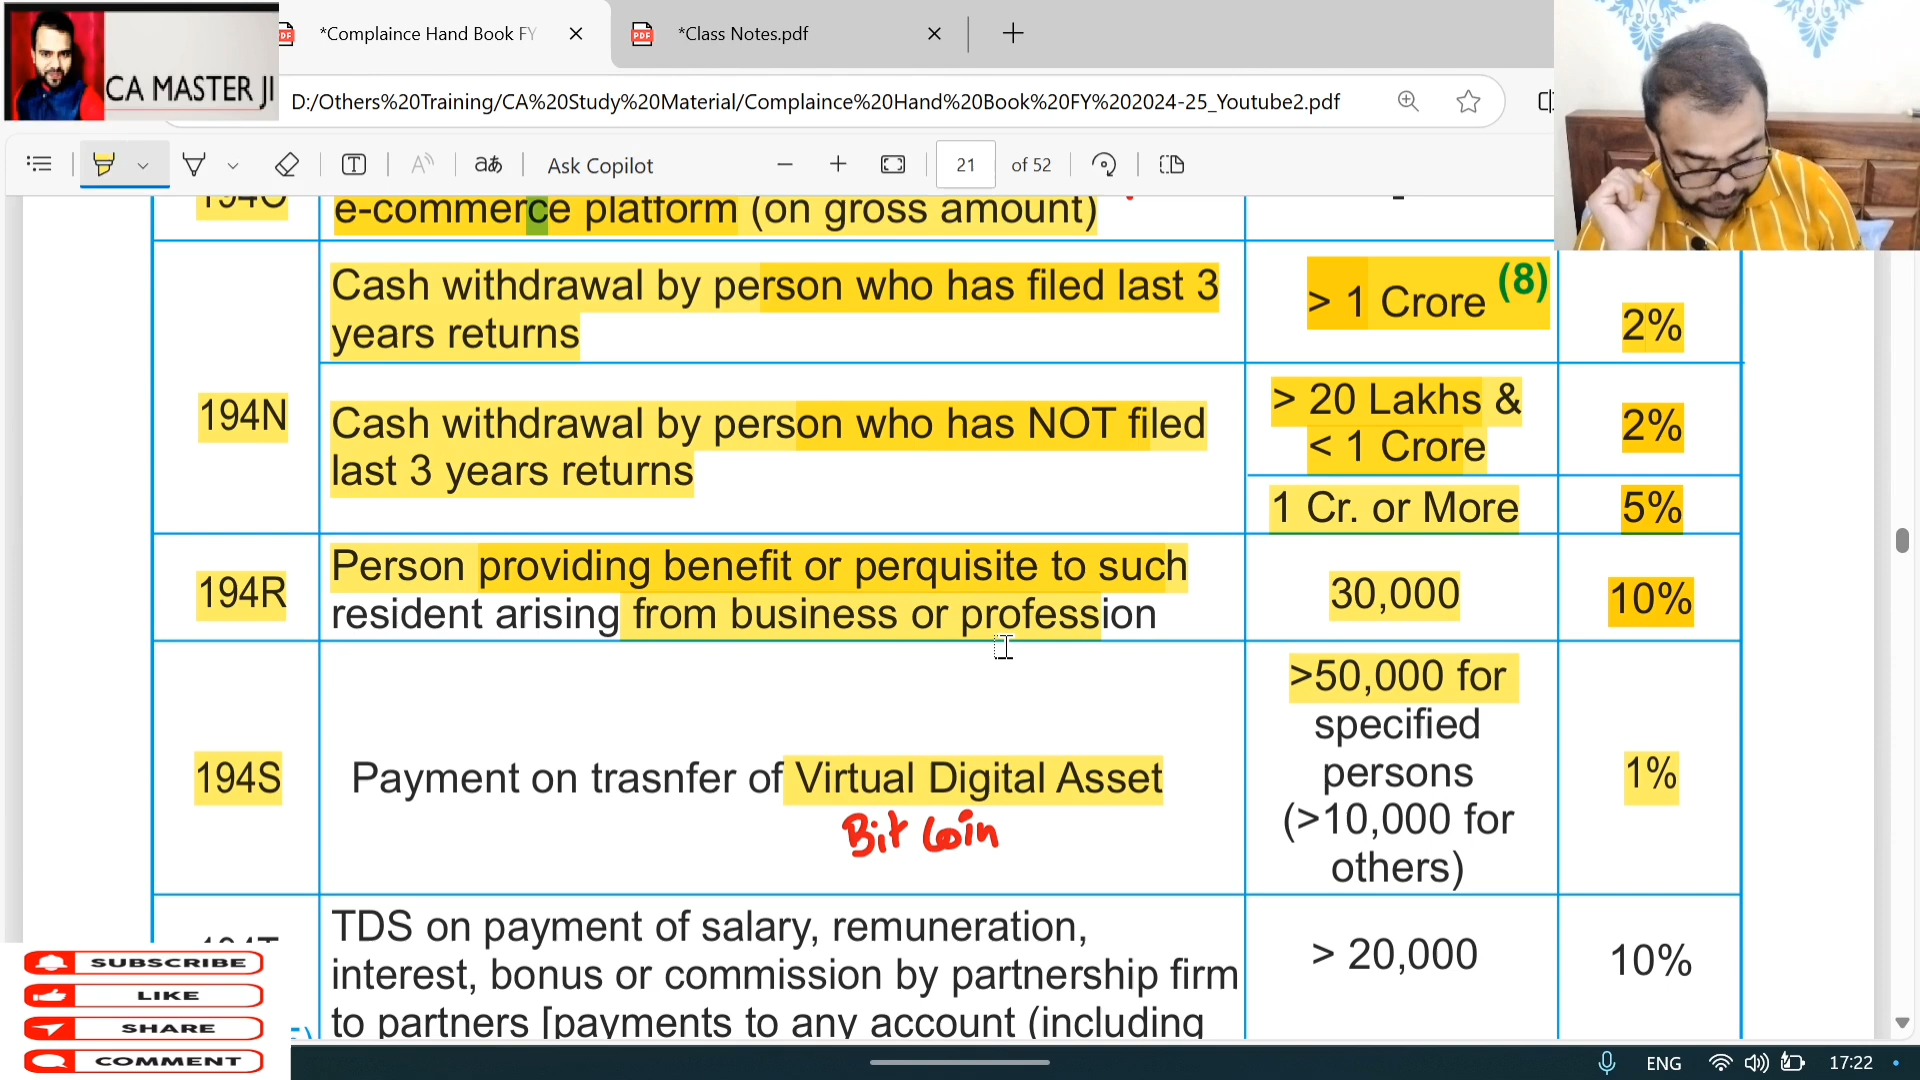 *Complaince Hand Book FY
*Class Notes.pdf
CA MASTER JI
D:/Others%20Training/CA%20Study%20Material/Complaince%20Hand%20Book%20FY%202024-25_Youtube2.pdf
aあ
Ask Copilot
21
of 52
194O
e-commerce platform (on gross amount)
194N
Cash withdrawal by person who has filed last 3
years returns
> 1 Crore (8)
2%
Cash withdrawal by person who has NOT filed
last 3 years returns
> 20 Lakhs &
< 1 Crore
2%
1 Cr. or More
5%
194R
Person providing benefit or perquisite to such
resident arising from business or profession
30,000
10%
194S
Payment on trasnfer of Virtual Digital Asset
Bit Coin
>50,000 for
specified
persons
(>10,000 for
others)
1%
194T
TDS on payment of salary, remuneration,
interest, bonus or commission by partnership firm
to partners [payments to any account (including
> 20,000
10%
SUBSCRIBE
LIKE
SHARE
COMMENT
ENG
17:22